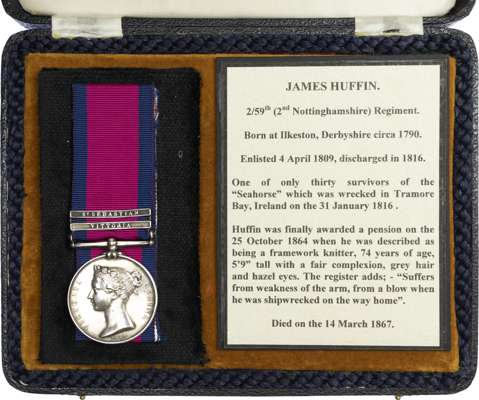 JAMES HUFFIN.
2/59th (2nd Nottinghamshire) Regiment.
Born at Ilkeston, Derbyshire circa 1790.
Enlisted 4 April 1809, discharged in 1816.
One of only thirty survivors of the
“Seahorse” which was wrecked in Tramore
Bay, Ireland on the 31 January 1816 .
Huffin was finally awarded a pension on the
25 October 1864 when he was described as
being a framework knitter, 74 years of age,
5’9” tall with a fair complexion, grey hair
and hazel eyes. The register adds; - “Suffers
from weakness of the arm, from a blow when
he was shipwrecked on the way home”.
Died on the 14 March 1867.
ST SEBASTIAN
VITTORIA